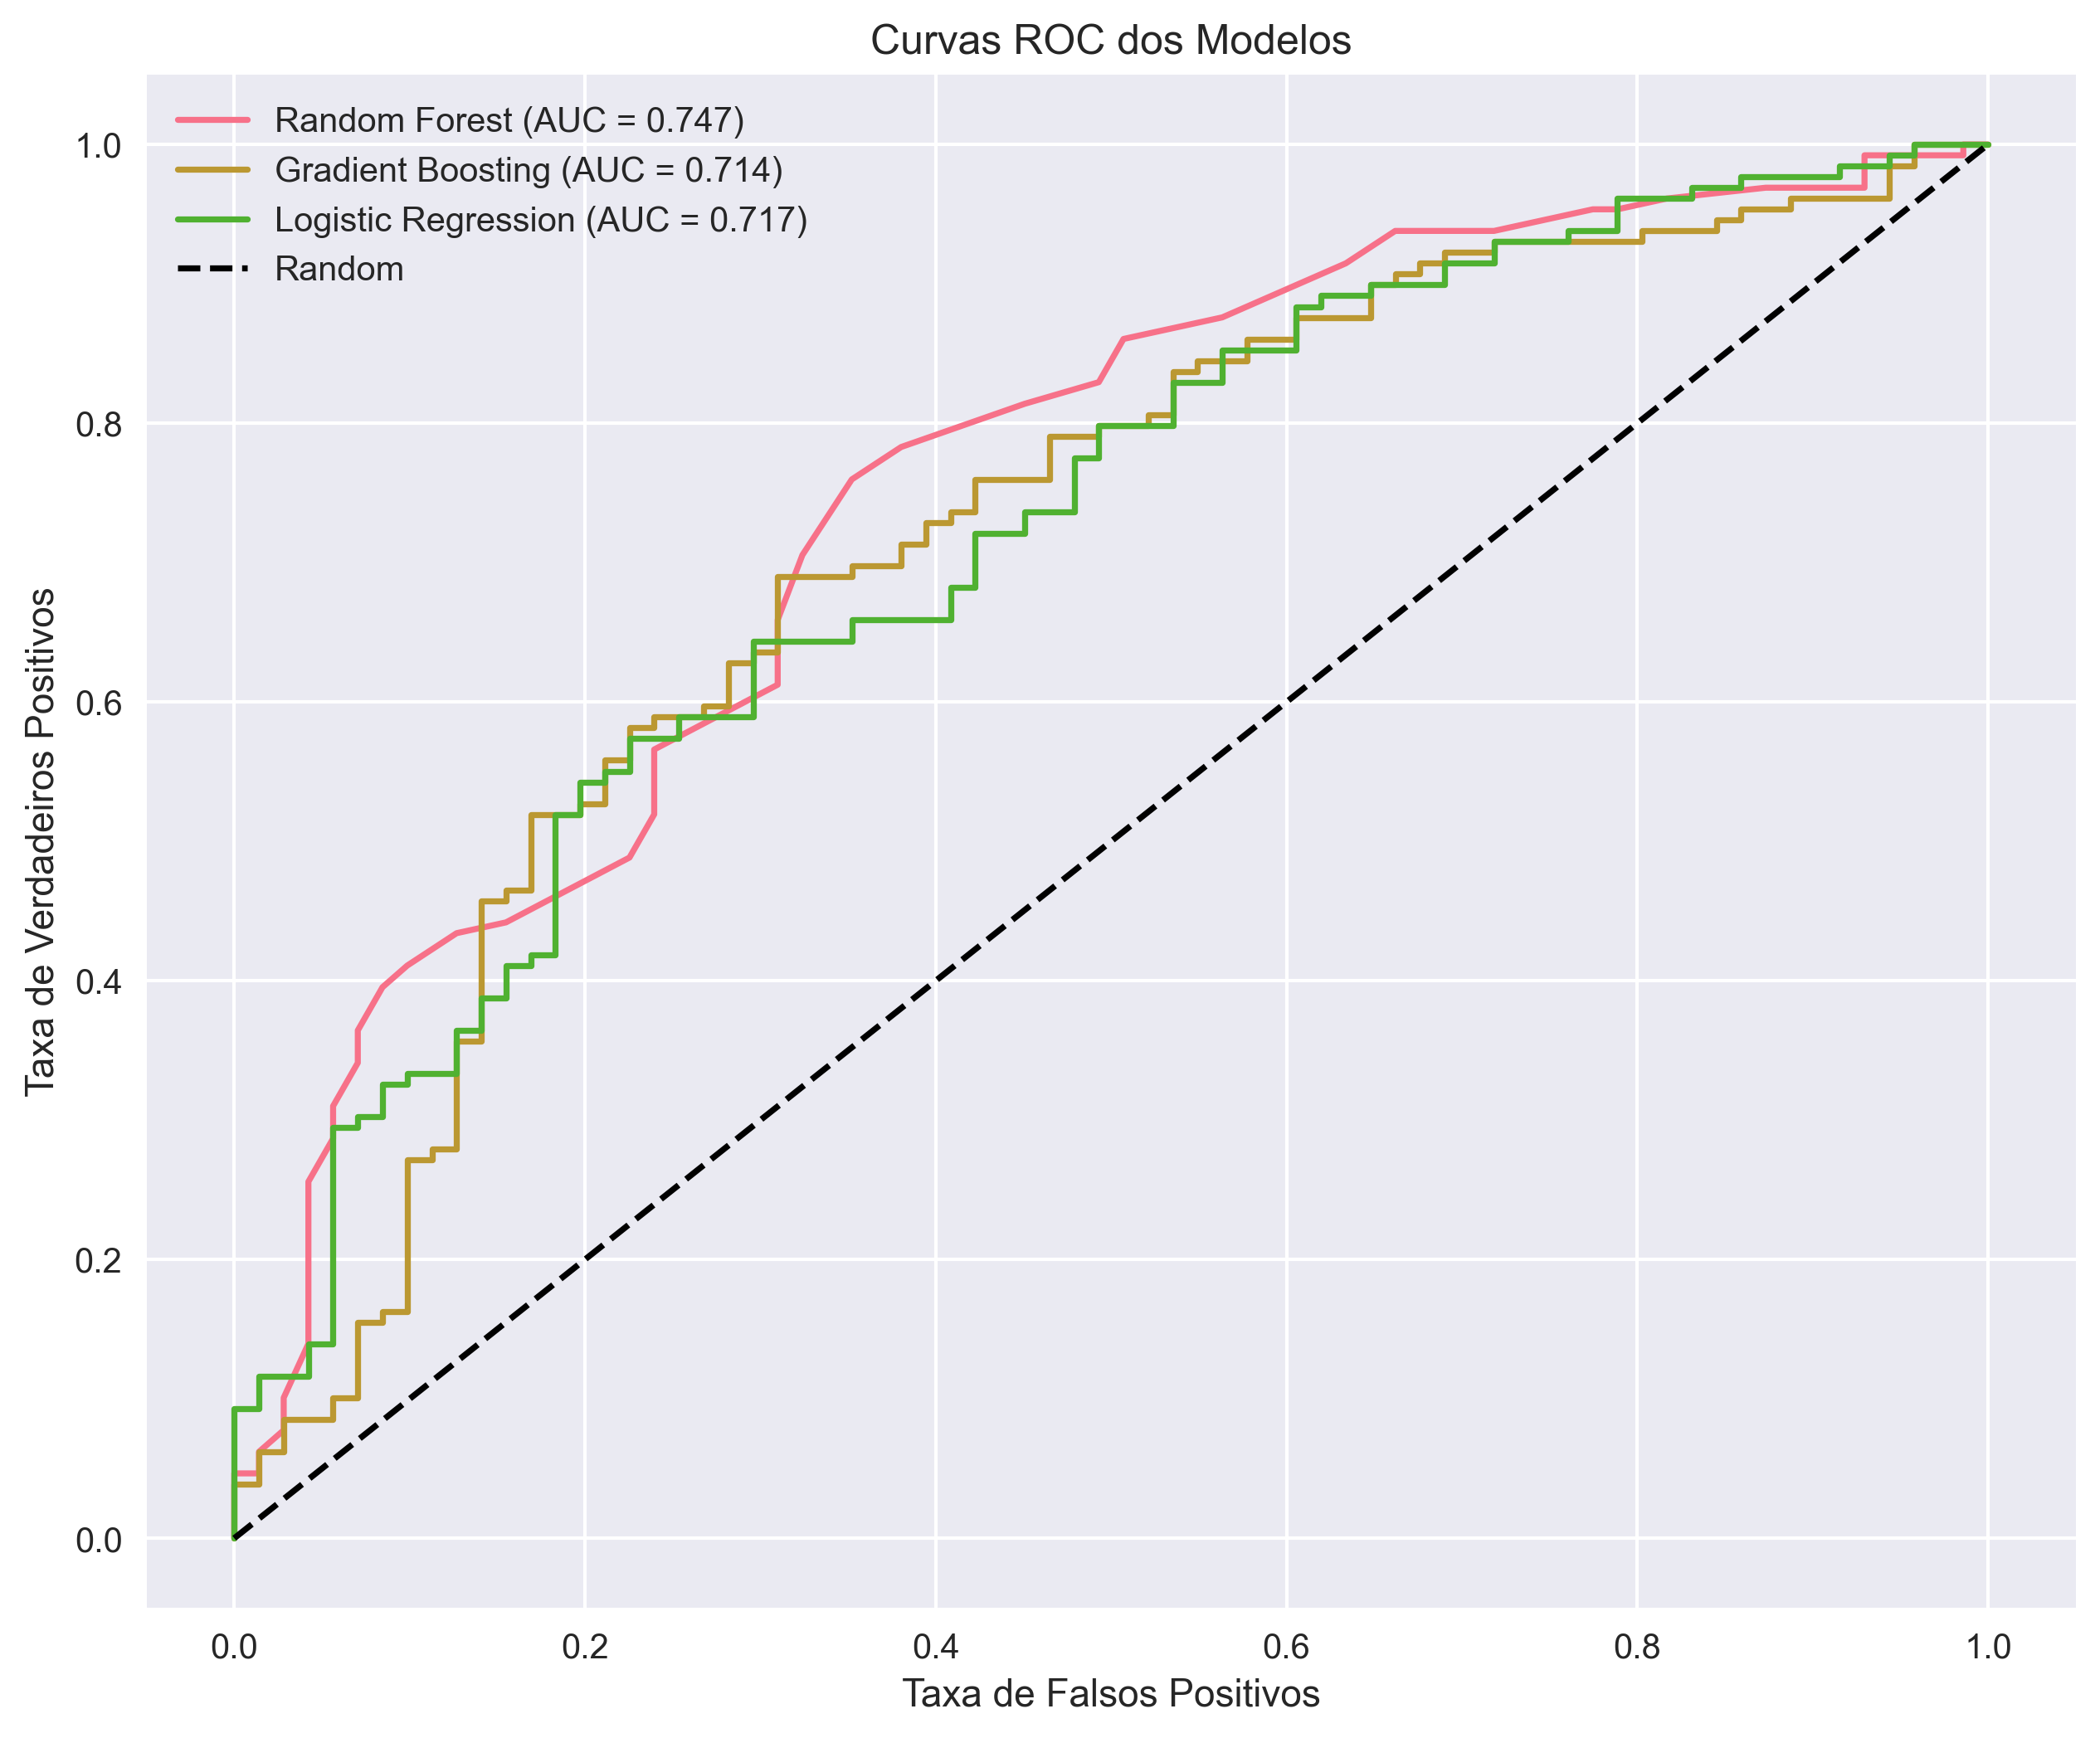 Curvas ROC dos Modelos
Random Forest (AUC = 0.747)
Gradient Boosting (AUC = 0.714)
Logistic Regression (AUC = 0.717)
Random
Taxa de Verdadeiros Positivos
1.0
0.8
0.6
0.4
0.2
0.0
0.0 0.2 0.4 0.6 0.8 1.0
Taxa de Falsos Positivos